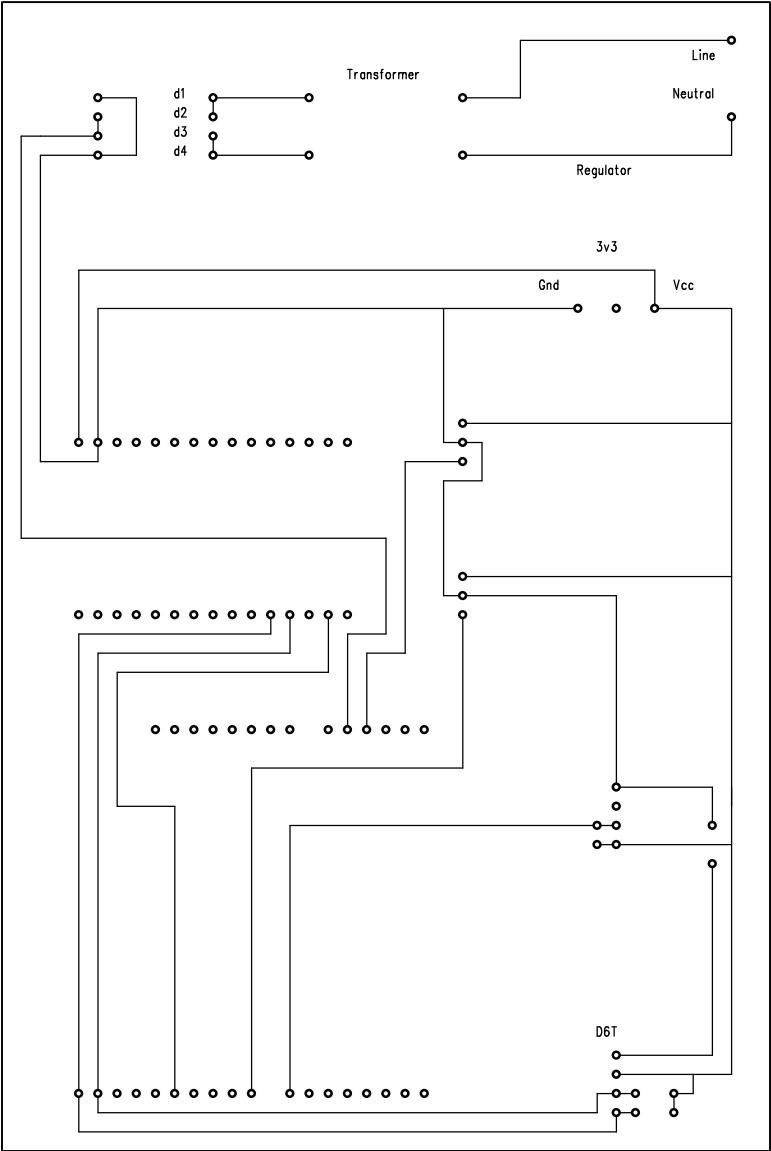 Line
Transformer
d1
Neutral
d2
d3
d4
Regulator
3v3
Gnd
Vcc
D6T